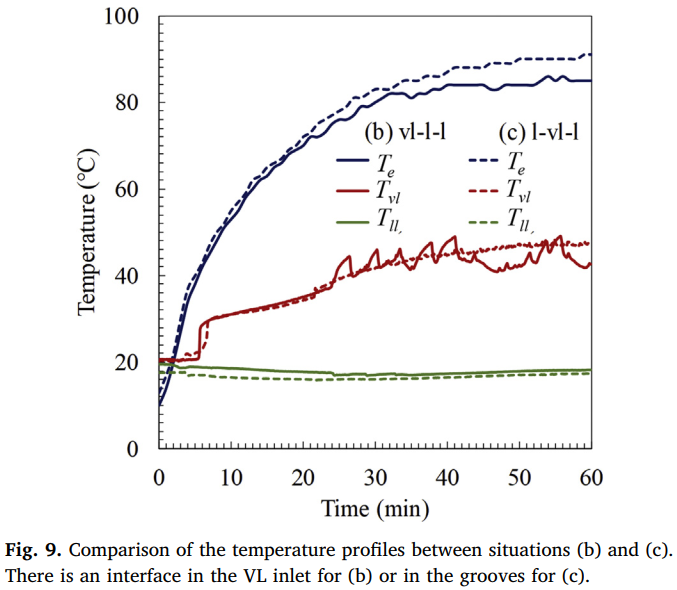 100
80
60
40
20
0
Temperature (°C)
(b) vl-l-l (c) l-vl-l
Te Te
Tvl Tvl
Tll, Tll,
0 10 20 30 40 50 60
Time (min)
Fig. 9. Comparison of the temperature profiles between situations (b) and (c).
There is an interface in the VL inlet for (b) or in the grooves for (c).